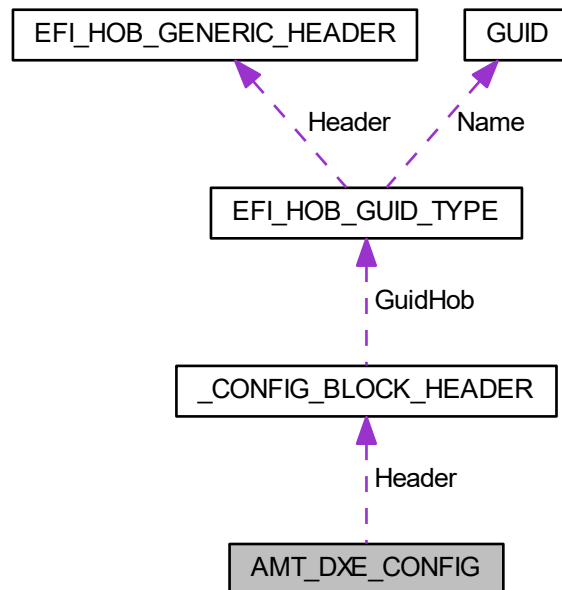 EFI_HOB_GENERIC_HEADER
GUID
Header
Name
EFI_HOB_GUID_TYPE
GuidHob
_CONFIG_BLOCK_HEADER
Header
AMT_DXE_CONFIG